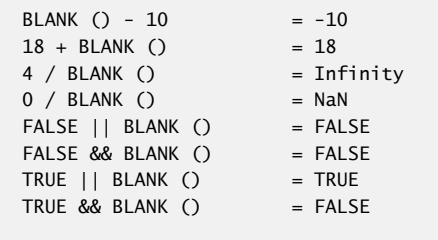 BLANK () - 10 = -10
18 + BLANK () = 18
4 / BLANK () = Infinity
0 / BLANK () = NaN
FALSE || BLANK () = FALSE
FALSE && BLANK () = FALSE
TRUE || BLANK () = TRUE
TRUE && BLANK () = FALSE